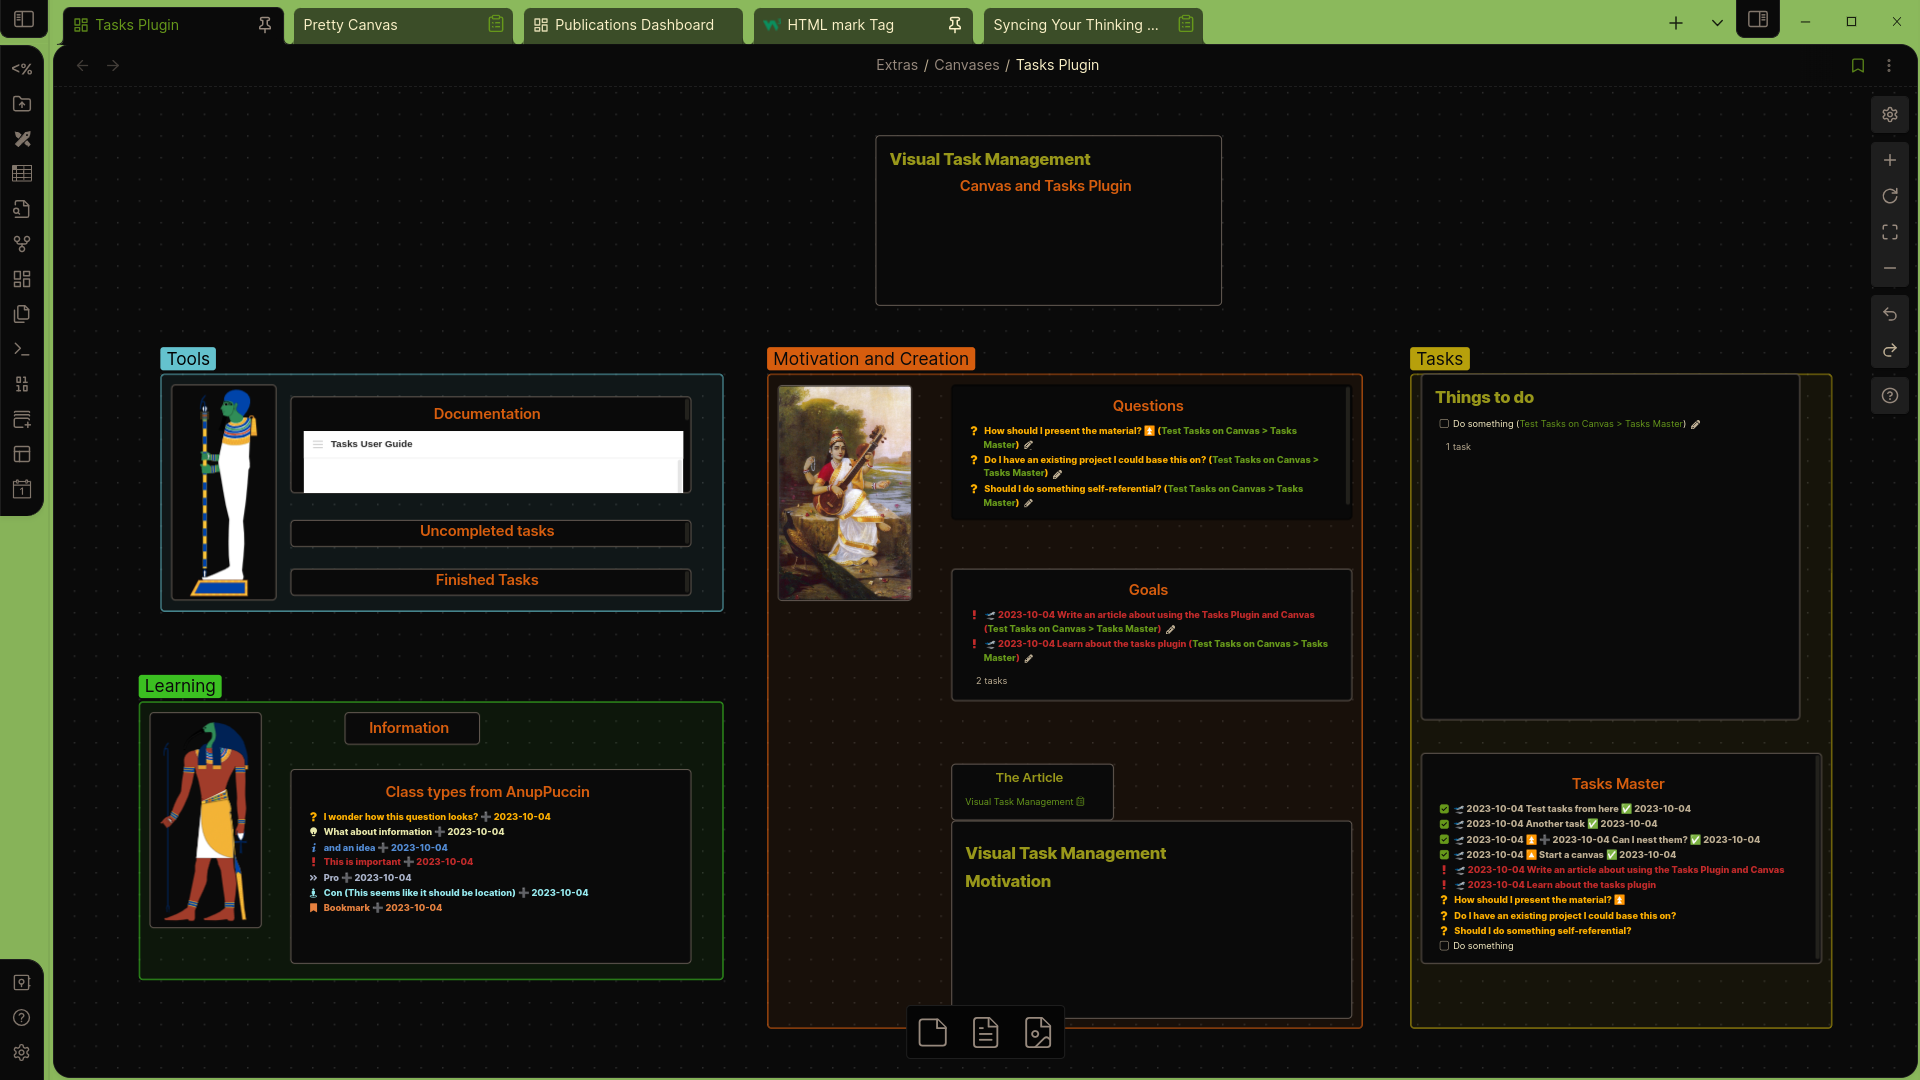 Tasks Plugin
Pretty Canvas
Publications Dashboard
HTML mark Tag
Syncing Your Thinking ...
<%
Extras / Canvases / Tasks Plugin
Visual Task Management
Canvas and Tasks Plugin
Tools
Documentation
Tasks User Guide
Uncompleted tasks
Finished Tasks
Learning
Information
Class types from AnupPuccin
? I wonder how this question looks? ➕ 2023-10-04
What about information ➕ 2023-10-04
i and an idea ➕ 2023-10-04
! This is important ➕ 2023-10-04
» Pro ➕ 2023-10-04
Con (This seems like it should be location) ➕ 2023-10-04
Bookmark ➕ 2023-10-04
Motivation and Creation
Questions
? How should I present the material? ⏫ (Test Tasks on Canvas > Tasks
Master)
? Do I have an existing project I could base this on? (Test Tasks on Canvas >
Tasks Master)
? Should I do something self-referential? (Test Tasks on Canvas > Tasks
Master)
Goals
! 🛫 2023-10-04 Write an article about using the Tasks Plugin and Canvas
(Test Tasks on Canvas > Tasks Master)
! 🛫 2023-10-04 Learn about the tasks plugin (Test Tasks on Canvas > Tasks
Master)
2 tasks
The Article
Visual Task Management
Visual Task Management
Motivation
Tasks
Things to do
Do something (Test Tasks on Canvas > Tasks Master)
1 task
Tasks Master
🛫 2023-10-04 Test tasks from here ✅ 2023-10-04
🛫 2023-10-04 Another task ✅ 2023-10-04
🛫 2023-10-04 ⏫ ➕ 2023-10-04 Can I nest them? ✅ 2023-10-04
🛫 2023-10-04 🔼 Start a canvas ✅ 2023-10-04
! 🛫 2023-10-04 Write an article about using the Tasks Plugin and Canvas
! 🛫 2023-10-04 Learn about the tasks plugin
? How should I present the material? ⏫
? Do I have an existing project I could base this on?
? Should I do something self-referential?
Do something